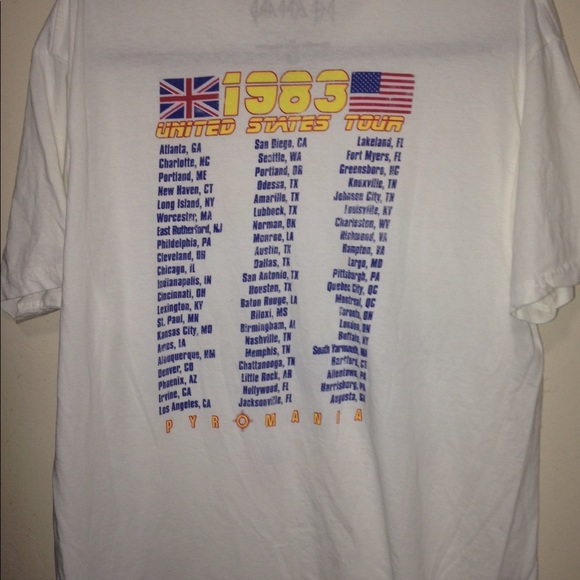 1983
UNITED STATES TOUR
Atlanta, GA
Charlotte, NC
Portland, ME
New Haven, CT
Long Island, NY
Worcester, MA
East Rutherford, NJ
Phildelphia, PA
Cleveland, OH
Chicago, IL
Indianapolis, IN
Cincinnati, OH
Lexington, KY
St. Paul, MN
Kansas City, MO
Ames, IA
Albuquerque, NM
Denver, CO
Phoenix, AZ
Irvine, CA
Los Angeles, CA
San Diego, CA
Seattle, WA
Portland, OR
Odessa, TX
Amarillo, TX
Lubbock, TX
Norman, OK
Monroe, LA
Austin, TX
Dallas, TX
San Antonio, TX
Houston, TX
Baton Rouge, LA
Biloxi, MS
Birmingham, Al
Nashville, TN
Memphis, TN
Chattanooga, TN
Little Rock, AR
Hollywood, FL
Jacksonville, FL
Lakeland, FL
Fort Myers, FL
Greensboro, NC
Knoxville, TN
Johnson City, TN
Louisville, KY
Charleston, WY
Richmond, VA
Hampton, VA
Largo, MD
Pittsburgh, PA
Quebec City, QC
Montreal, QC
Toronto, ON
London, ON
Buffalo, NY
South Yarmouth, MA
Hartford, CT
Allentown, PA
Harrisburg, PA
Augusta, GA
PYROMANIA